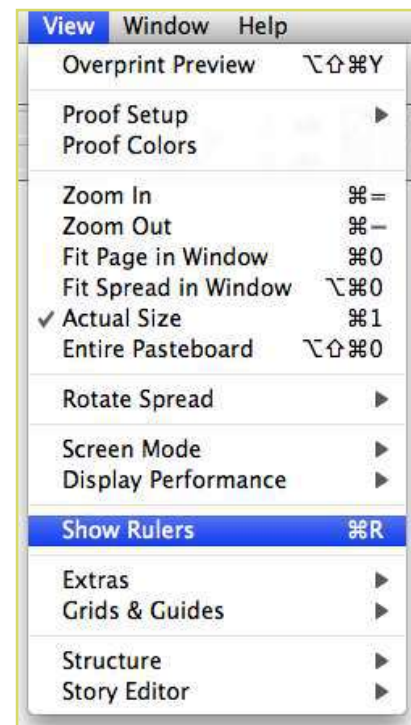 View Window Help
Overprint Preview ⌥⇧⌘Y
Proof Setup
Proof Colors
Zoom In ⌘=
Zoom Out ⌘−
Fit Page in Window ⌘0
Fit Spread in Window ⌥⌘0
✓ Actual Size ⌘1
Entire Pasteboard ⌥⇧⌘0
Rotate Spread
Screen Mode
Display Performance
Show Rulers ⌘R
Extras
Grids & Guides
Structure
Story Editor